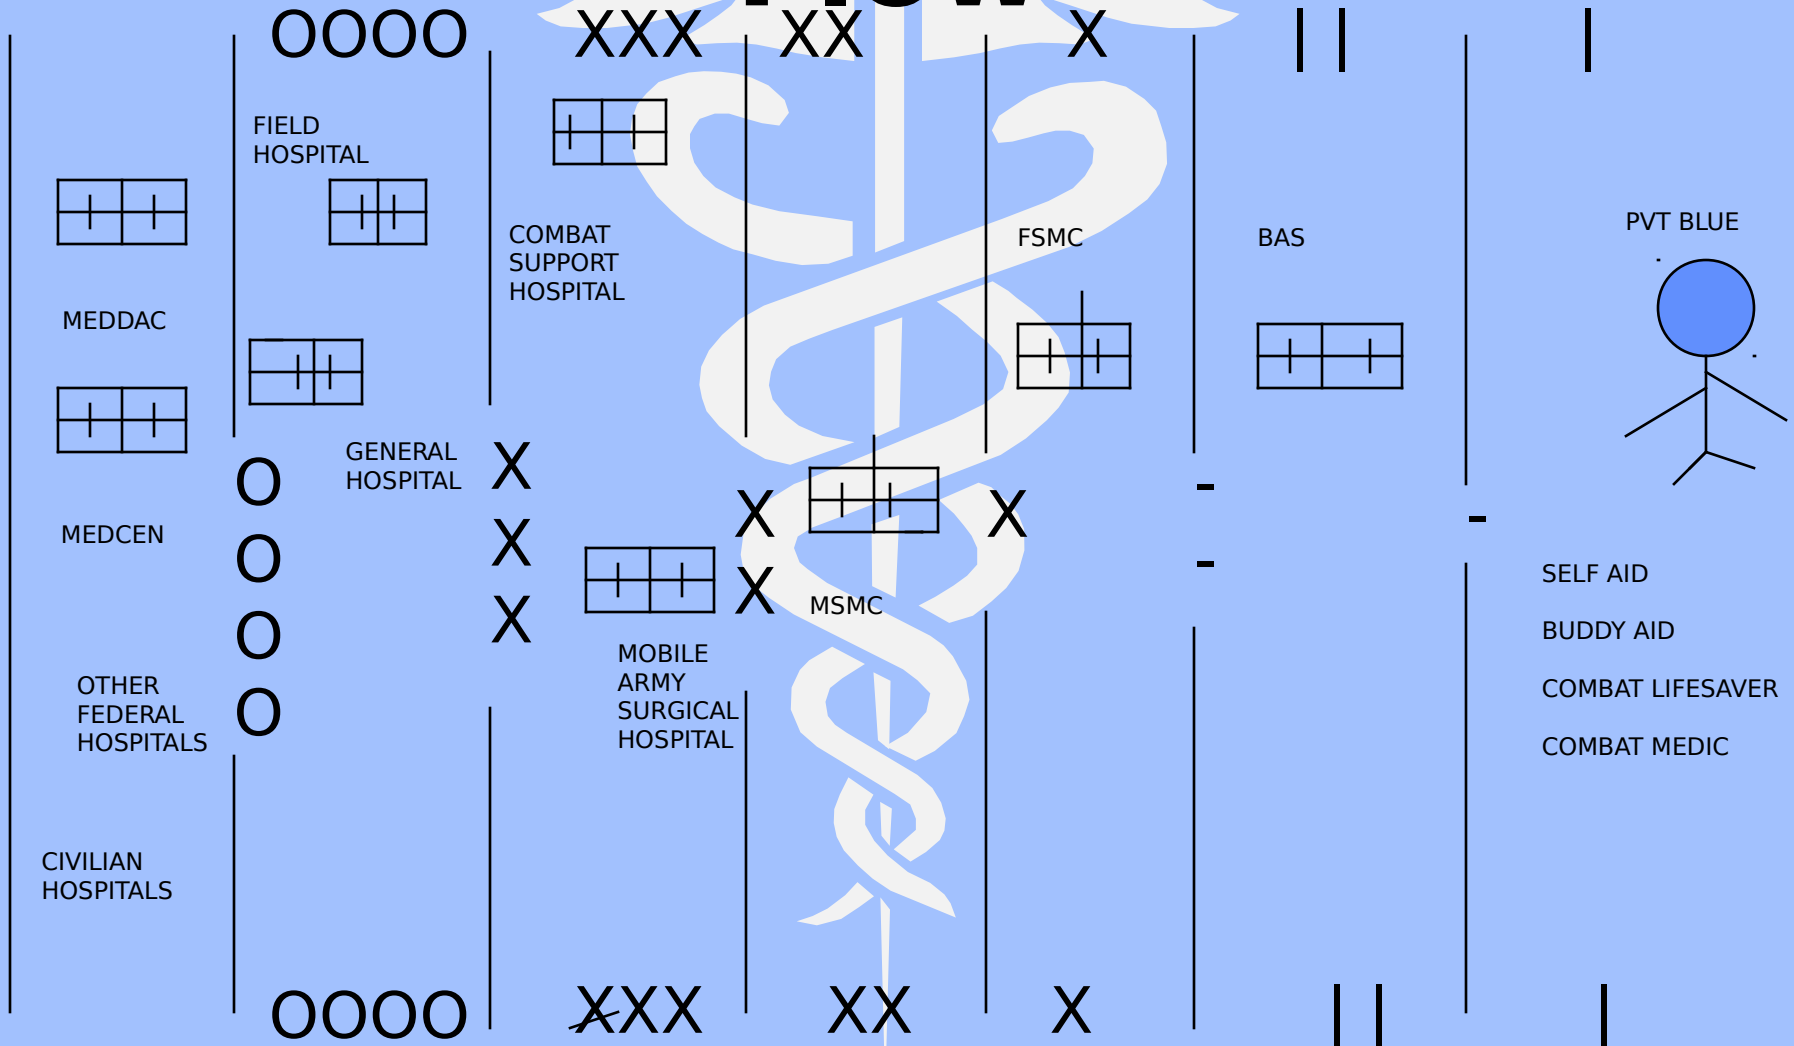 OOOO
XXX
XX
X
| |
|
FIELD
HOSPITAL
COMBAT
SUPPORT
HOSPITAL
FSMC
BAS
PVT BLUE
MEDDAC
GENERAL
HOSPITAL
MEDCEN
O
O
O
O
X
X
X
X
X
X
-
-
-
MSMC
MOBILE
ARMY
SURGICAL
HOSPITAL
OTHER
FEDERAL
HOSPITALS
SELF AID
BUDDY AID
COMBAT LIFESAVER
COMBAT MEDIC
CIVILIAN
HOSPITALS
OOOO
XXX
XX
X
| |
|